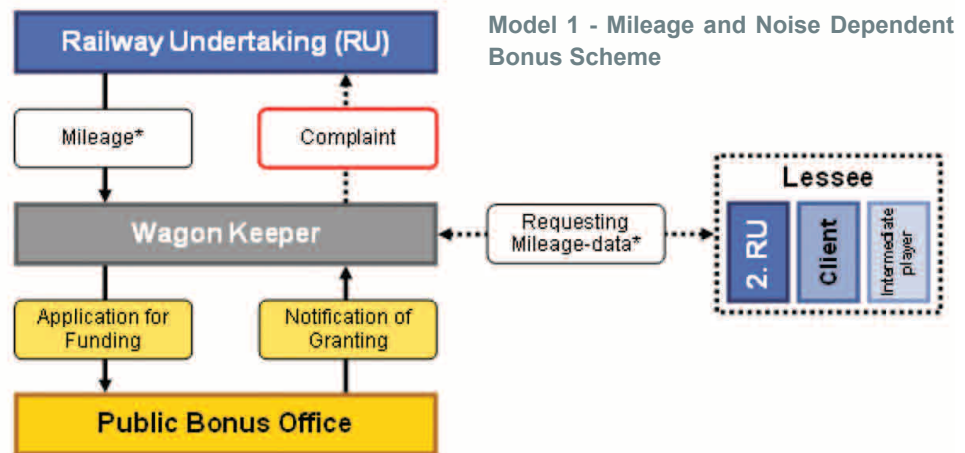 Model 1 - Mileage and Noise Dependent
Bonus Scheme
Railway Undertaking (RU)
Mileage*
Complaint
Wagon Keeper
Requesting
Mileage-data*
Lessee
2. RU
Client
Intermediate
player
Application for
Funding
Notification of
Granting
Public Bonus Office